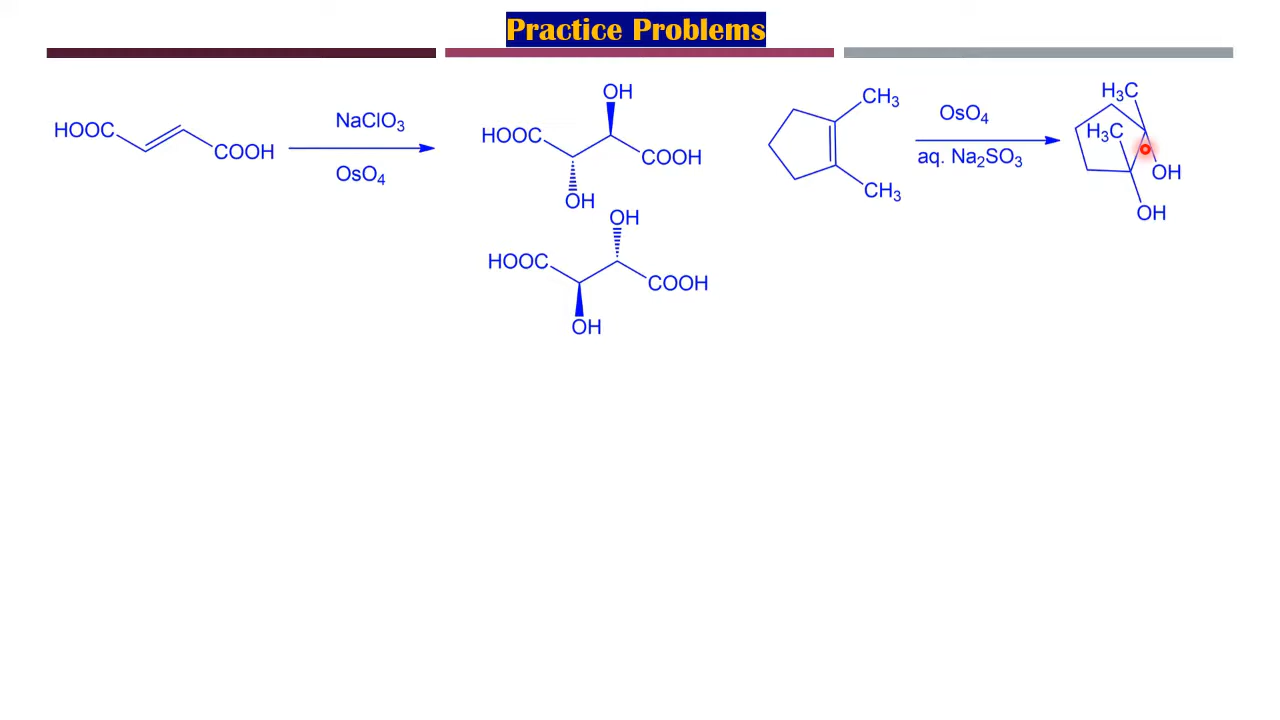 Practice Problems
HOOC
COOH
NaClO3
OsO4
OH
HOOC
COOH
OH
OH
HOOC
COOH
OH
CH3
CH3
OsO4
aq. Na2SO3
H3C
H3C
OH
OH